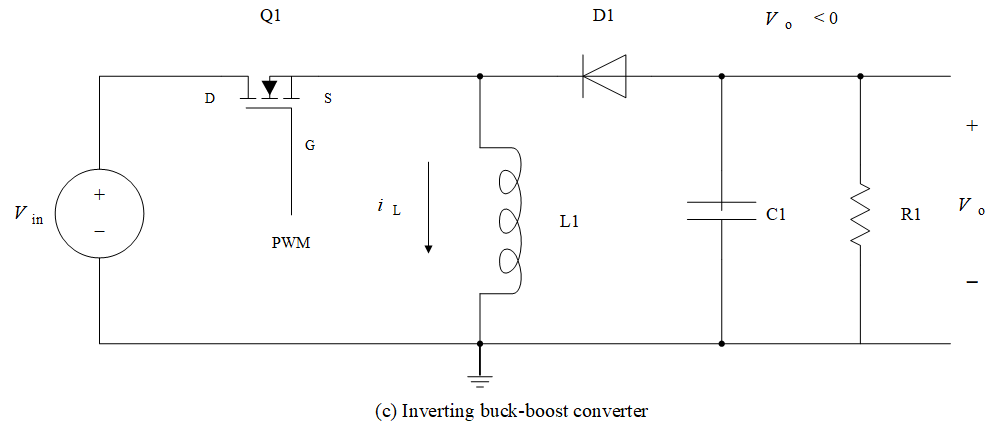 Q1
D1
V o < 0
D
S
G
PWM
+
V in
−
i L
L1
C1
R1
+
V o
−
(c) Inverting buck-boost converter